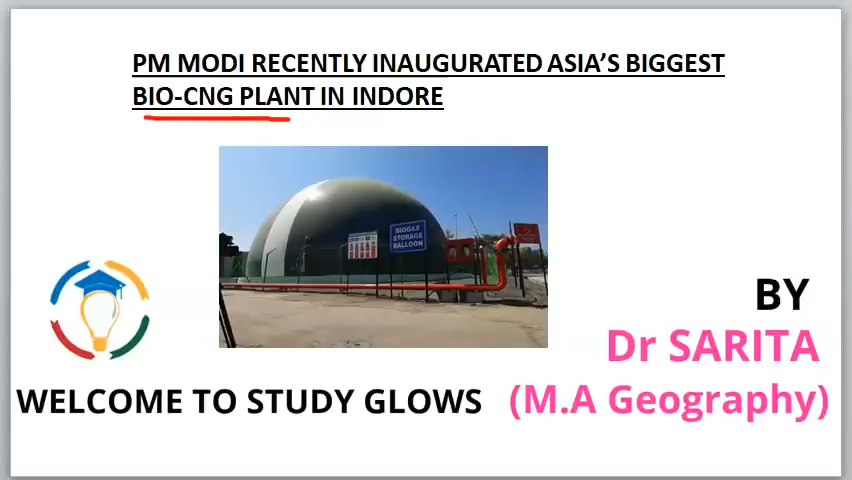 PM MODI RECENTLY INAUGURATED ASIA’S BIGGEST
BIO-CNG PLANT IN INDORE
BIOGAS
STORAGE
BALLOON
BY
Dr SARITA
WELCOME TO STUDY GLOWS
(M.A Geography)